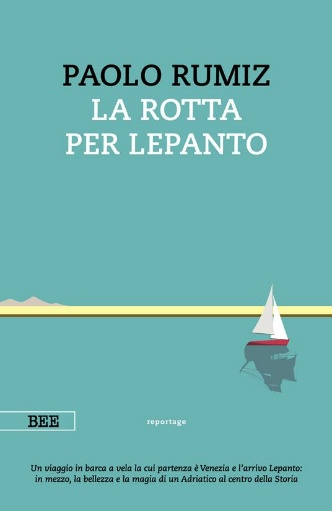 PAOLO RUMIZ
LA ROTTA
PER LEPANTO
BEE
reportage
Un viaggio in barca a vela la cui partenza è Venezia e l'arrivo Lepanto:
in mezzo, la bellezza e la magia di un Adriatico al centro della Storia